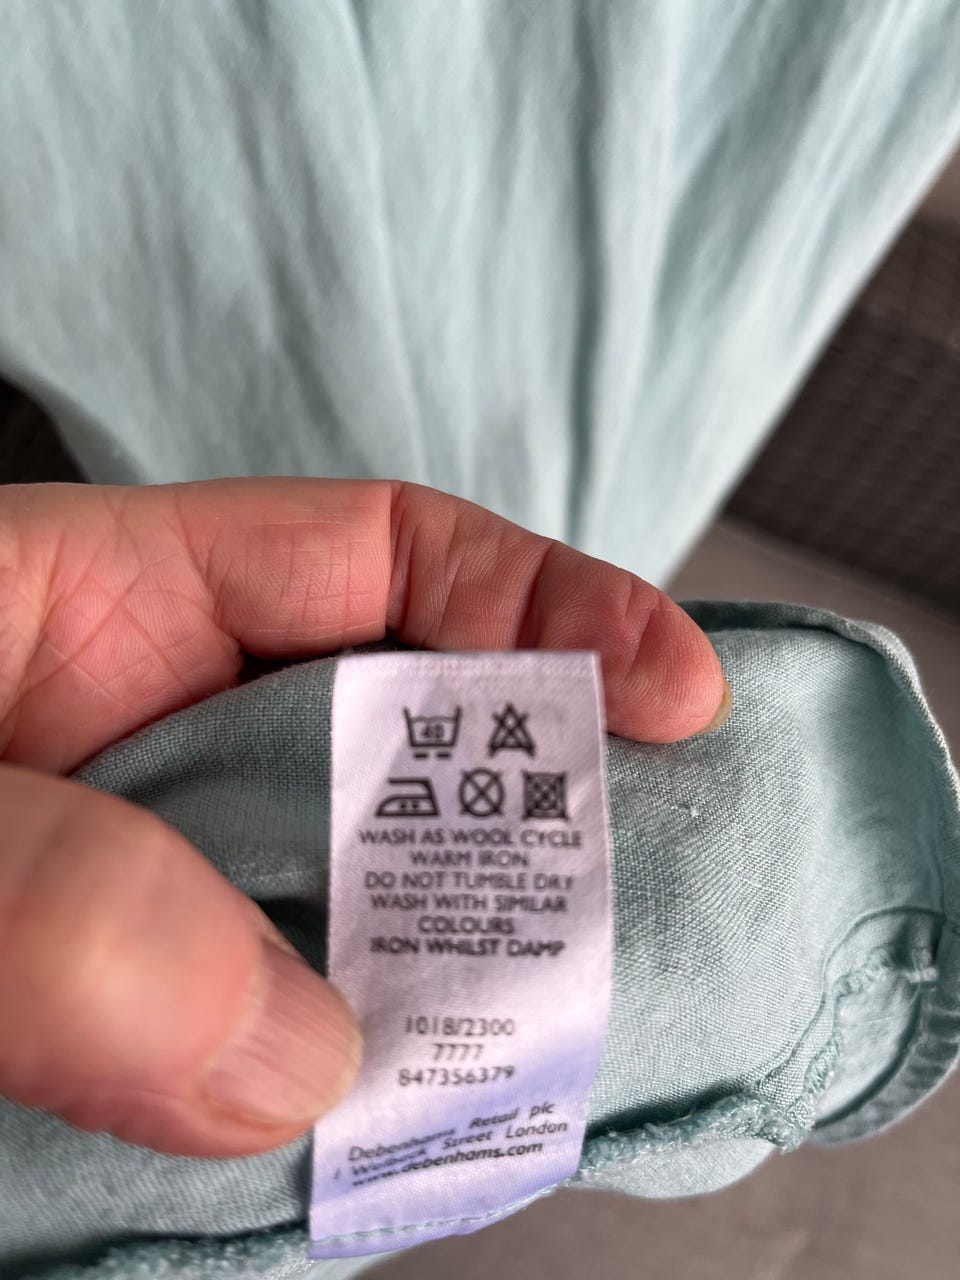 40
WASH AS WOOL CYCLE
WARM IRON
DO NOT TUMBLE DRY
WASH WITH SIMILAR
COLOURS
IRON WHILST DAMP
1018/2300
7777
847356379
Debenhams Retail plc
1 Welbeck Street London
www.debenhams.com